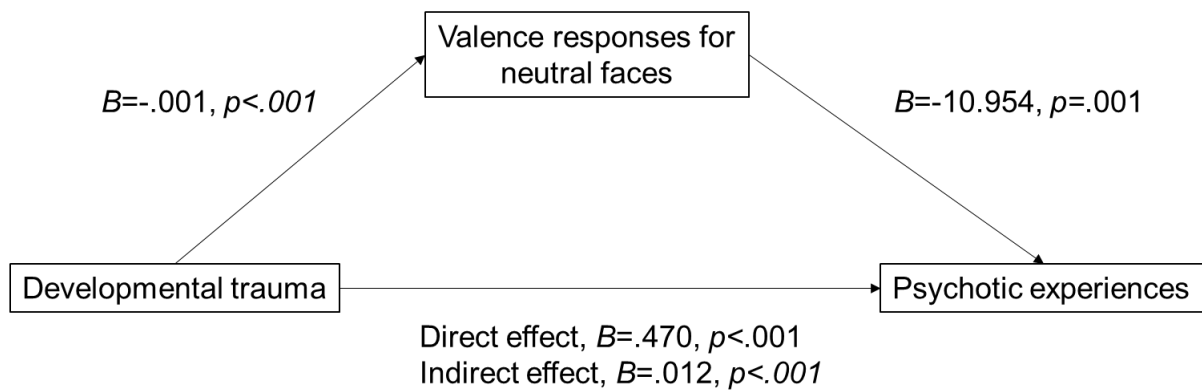 Valence responses for
neutral faces
B=-.001, p<.001
B=-10.954, p=.001
Developmental trauma
Psychotic experiences
Direct effect, B=.470, p<.001
Indirect effect, B=.012, p<.001